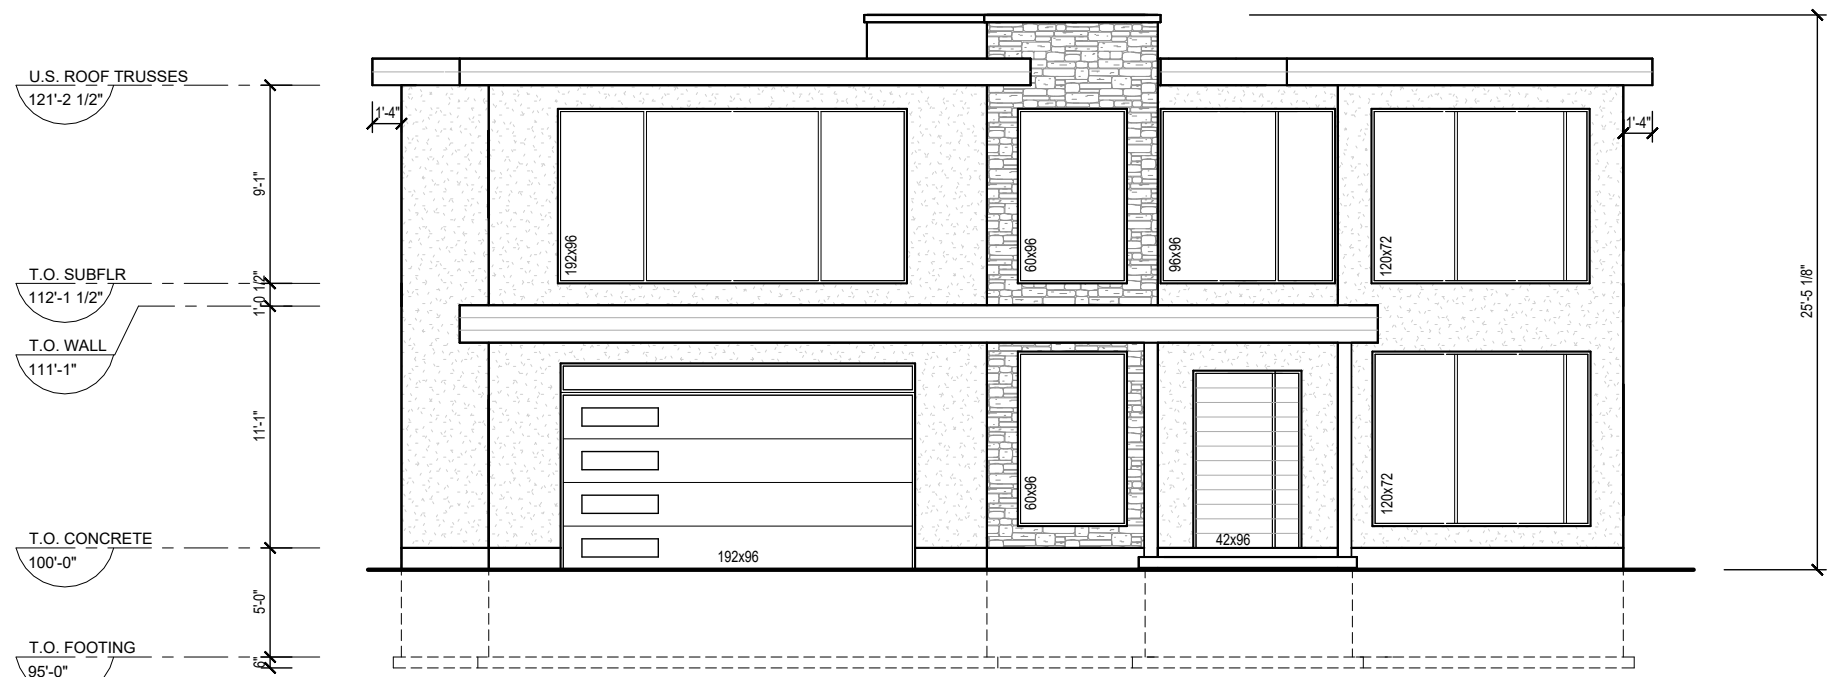 U.S. ROOF TRUSSES
121'-2 1/2"
1'-4"
1'-4"
9'-1"
192x96
60x96
96x96
120x72
T.O. SUBFLR
112'-1 1/2"
1'-0 1/2"
25'-5 1/8"
T.O. WALL
111'-1"
11'-1"
60x96
120x72
T.O. CONCRETE
100'-0"
192x96
42x96
5'-0"
T.O. FOOTING
95'-0"
6"